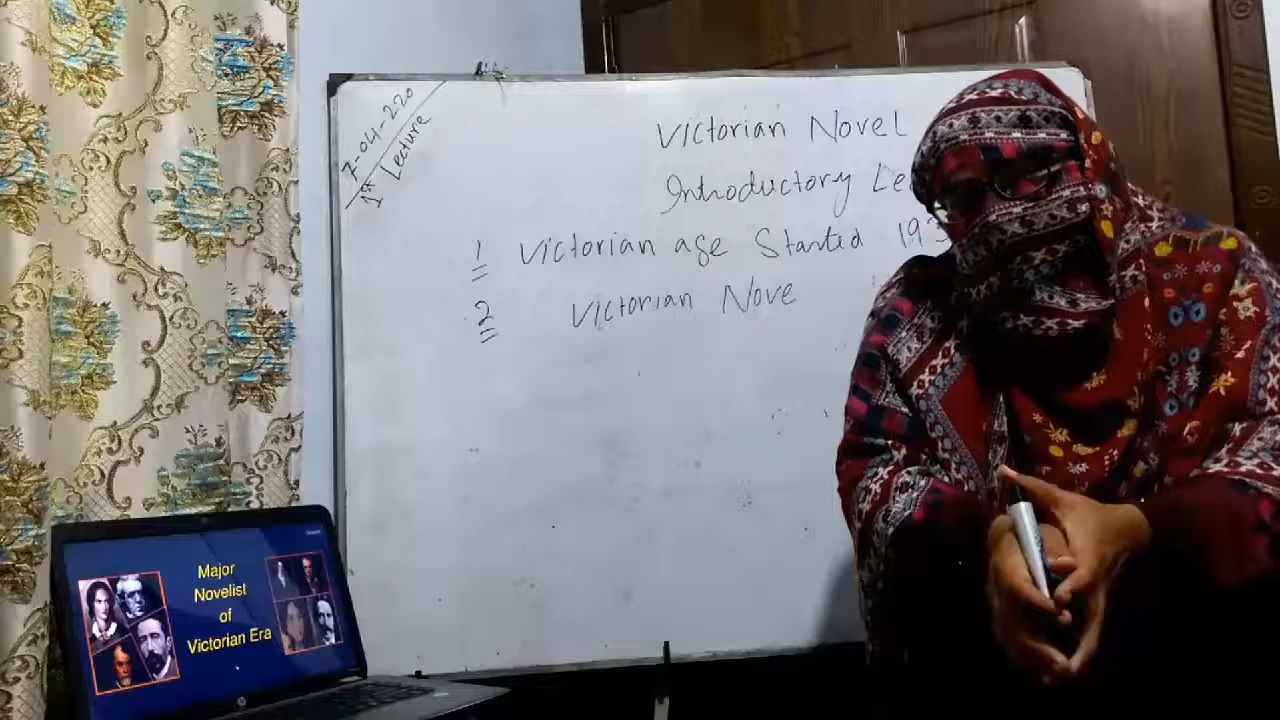 7-04-220
1st Lecture
Victorian Novel
Introductory Le
1 Victorian age Started 193
2 Victorian Nove
Major
Novelist
of
Victorian Era